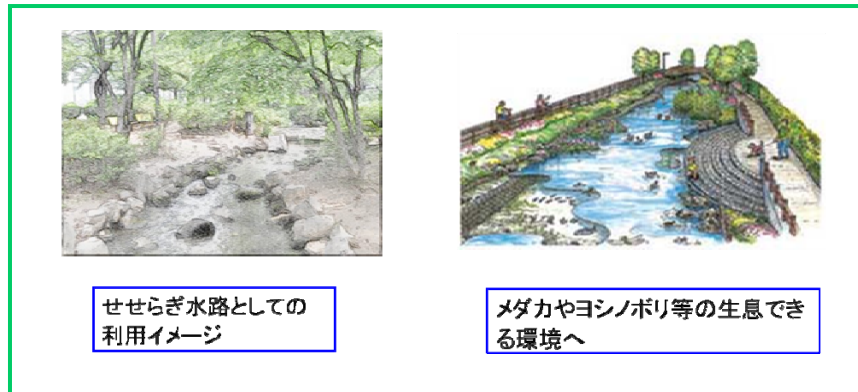 せせらぎ水路としての
利用イメージ
メダカやヨシノボリ等の生息でき
る環境へ